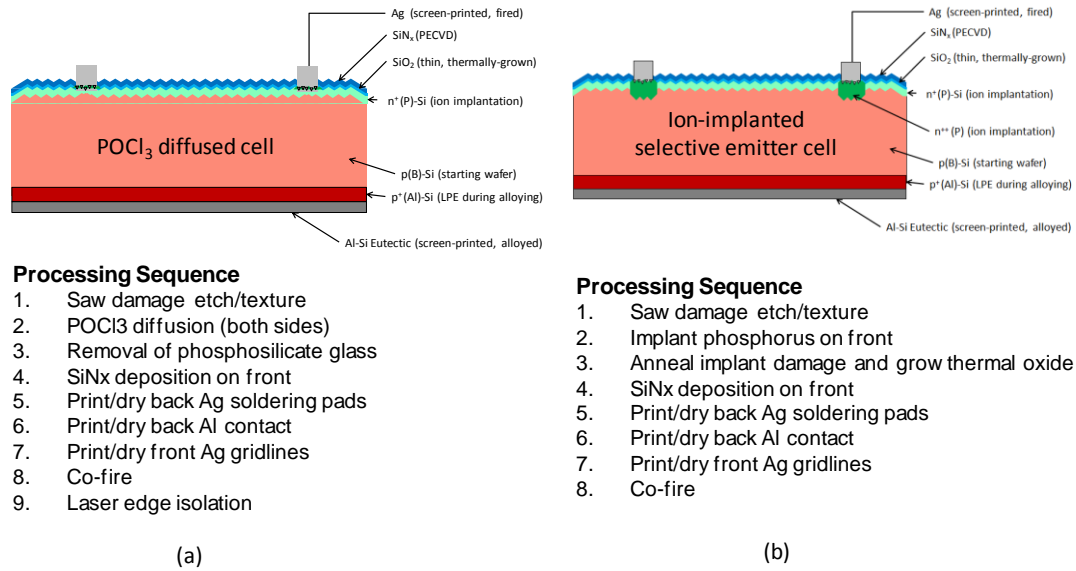 Ag (screen-printed, fired)
SiNx (PECVD)
SiO2 (thin, thermally-grown)
n+(P)-Si (ion implantation)
POCl3 diffused cell
p(B)-Si (starting wafer)
p+(Al)-Si (LPE during alloying)
Al-Si Eutectic (screen-printed, alloyed)
Processing Sequence
1. Saw damage etch/texture
2. POCl3 diffusion (both sides)
3. Removal of phosphosilicate glass
4. SiNx deposition on front
5. Print/dry back Ag soldering pads
6. Print/dry back Al contact
7. Print/dry front Ag gridlines
8. Co-fire
9. Laser edge isolation
(a)
Ag (screen-printed, fired)
SiNx (PECVD)
SiO2 (thin, thermally-grown)
n+(P)-Si (ion implantation)
n++ (P) (ion implantation)
Ion-implanted
selective emitter cell
p(B)-Si (starting wafer)
p+(Al)-Si (LPE during alloying)
Al-Si Eutectic (screen-printed, alloyed)
Processing Sequence
1. Saw damage etch/texture
2. Implant phosphorus on front
3. Anneal implant damage and grow thermal oxide
4. SiNx deposition on front
5. Print/dry back Ag soldering pads
6. Print/dry back Al contact
7. Print/dry front Ag gridlines
8. Co-fire
(b)